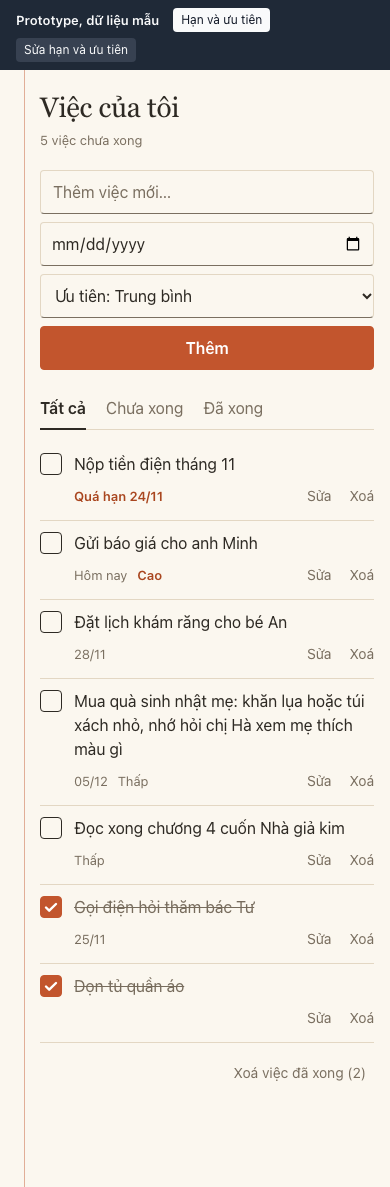 Prototype, dữ liệu mẫu
Hạn và ưu tiên
Sửa hạn và ưu tiên
Việc của tôi
5 việc chưa xong
Thêm việc mới...
mm/dd/yyyy
Ưu tiên: Trung bình
Thêm
Tất cả
Chưa xong
Đã xong
Nộp tiền điện tháng 11
Quá hạn 24/11
Sửa
Xoá
Gửi báo giá cho anh Minh
Hôm nay
Cao
Sửa
Xoá
Đặt lịch khám răng cho bé An
28/11
Sửa
Xoá
Mua quà sinh nhật mẹ: khăn lụa hoặc túi
xách nhỏ, nhớ hỏi chị Hà xem mẹ thích
màu gì
05/12
Thấp
Sửa
Xoá
Đọc xong chương 4 cuốn Nhà giả kim
Thấp
Sửa
Xoá
Gọi điện hỏi thăm bác Tư
25/11
Sửa
Xoá
Dọn tủ quần áo
Sửa
Xoá
Xoá việc đã xong (2)